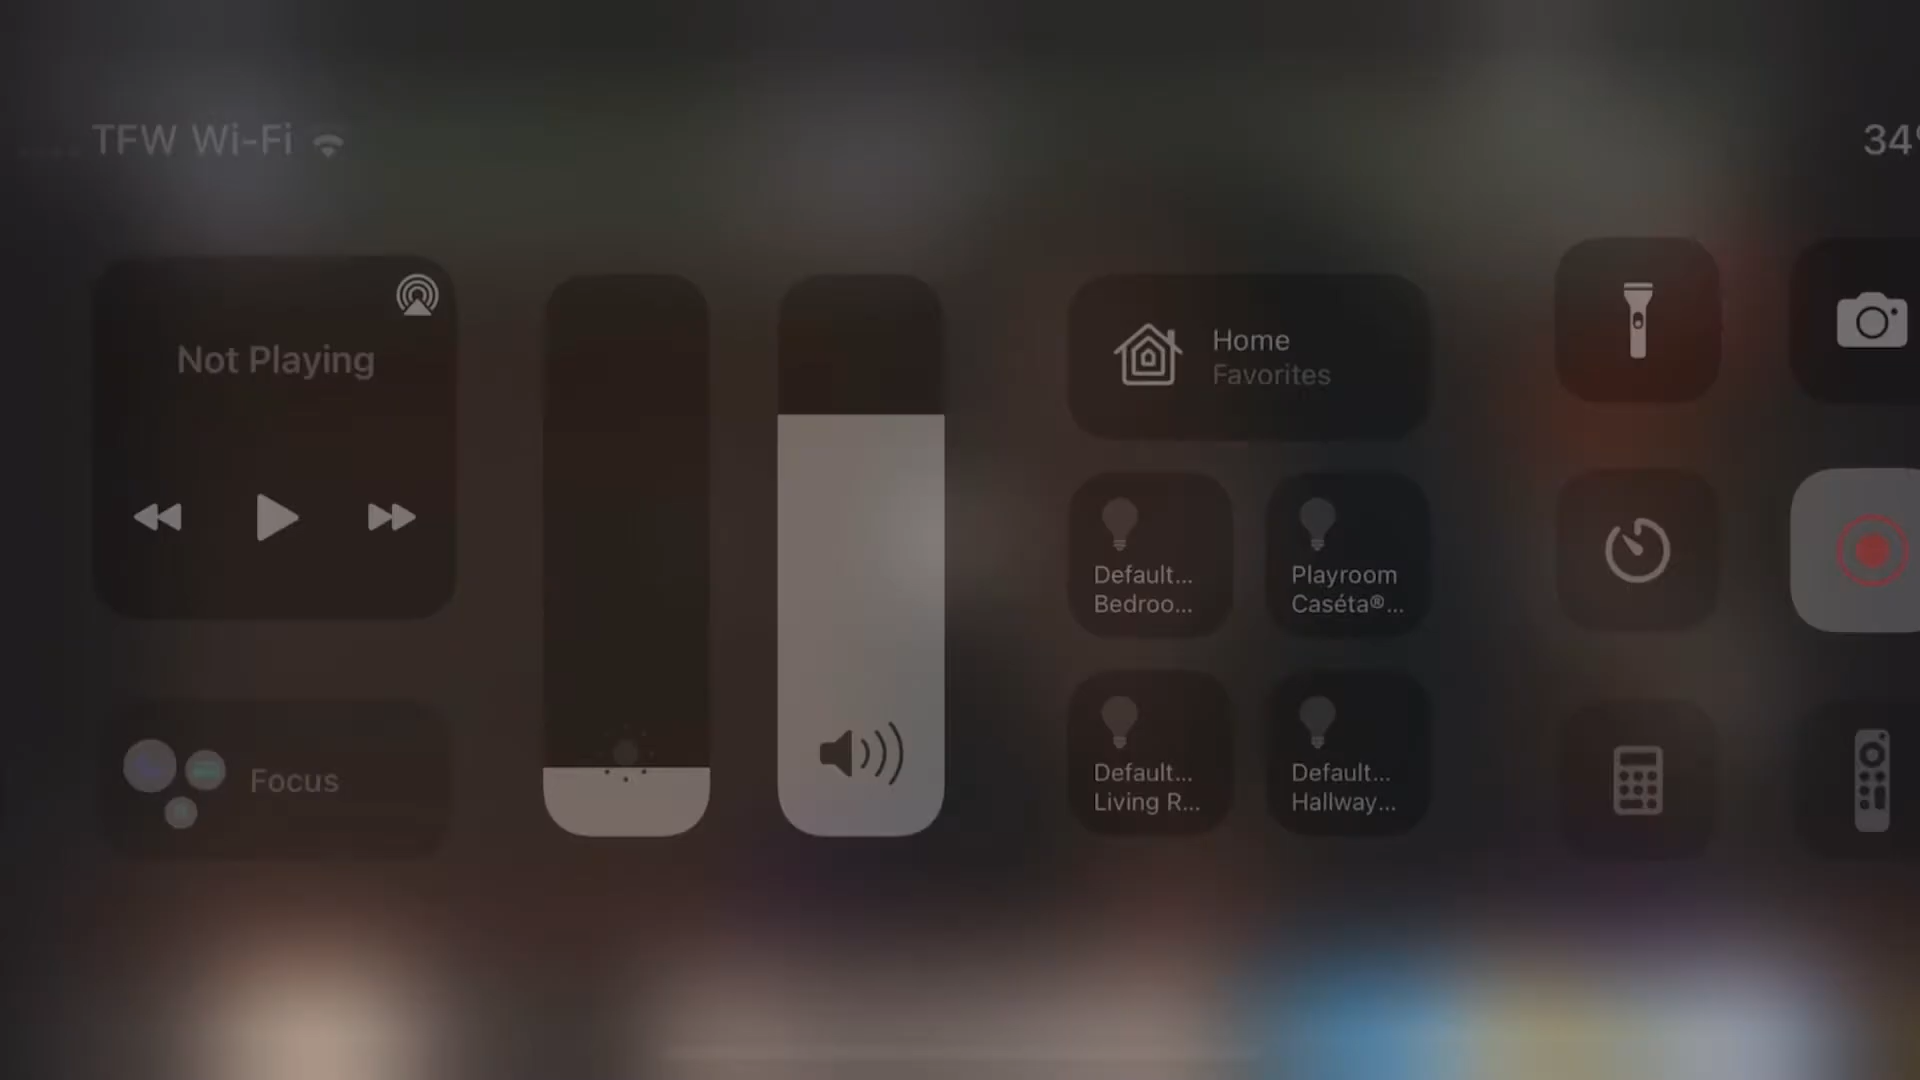 TFW Wi-Fi
34%
Not Playing
Home
Favorites
Default...
Bedroo...
Playroom
Caséta®...
Default...
Living R...
Default...
Hallway...
Focus